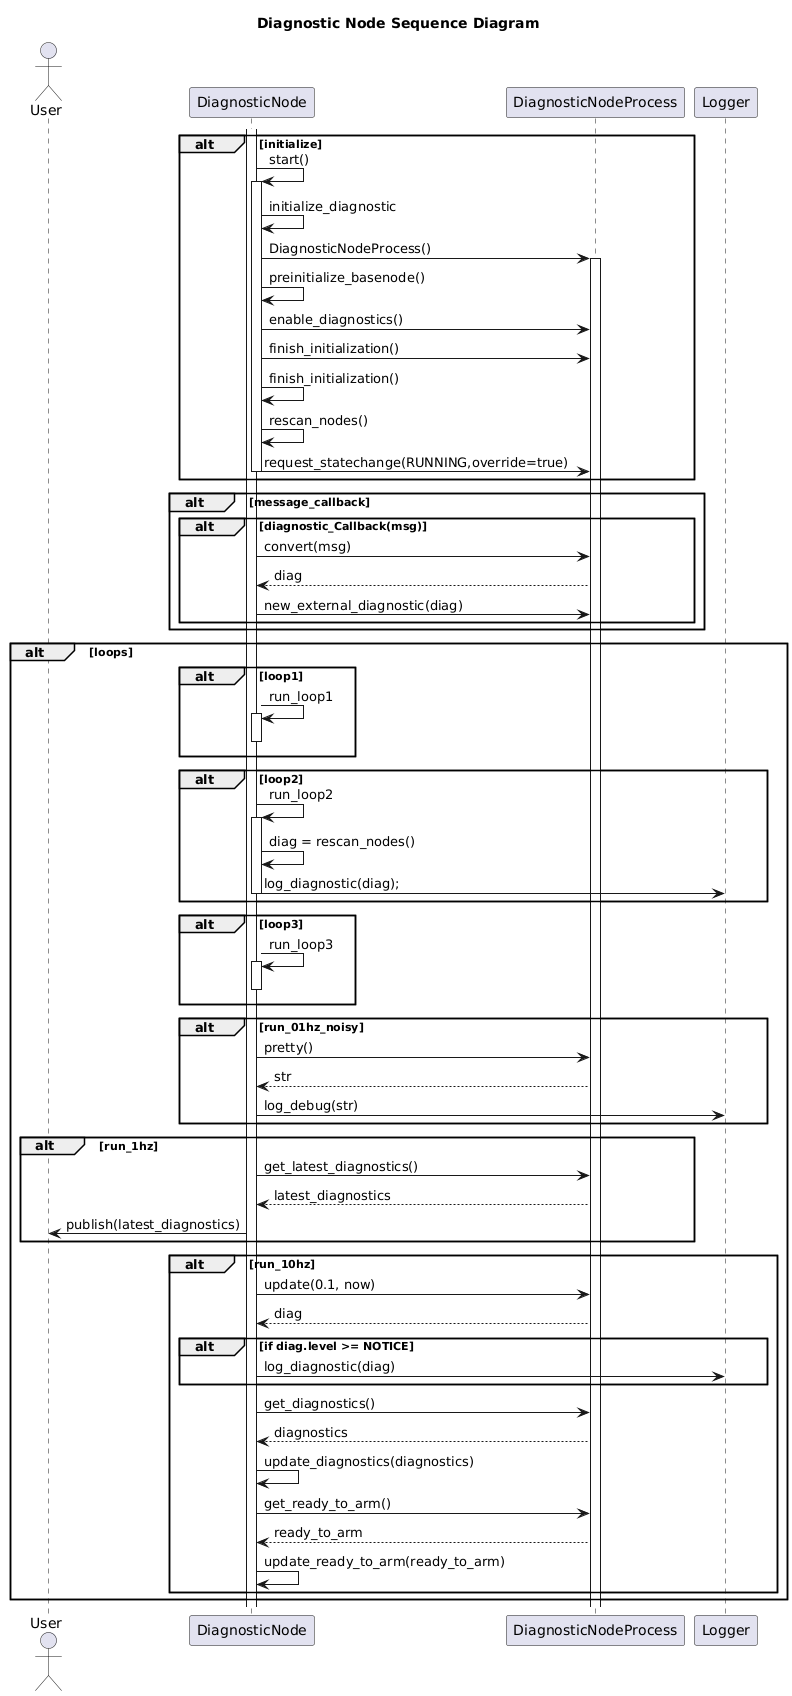 Diagnostic Node Sequence Diagram
User
DiagnosticNode
DiagnosticNodeProcess
Logger
alt [initialize]
start()
initialize_diagnostic
DiagnosticNodeProcess()
preinitialize_basenode()
enable_diagnostics()
finish_initialization()
finish_initialization()
rescan_nodes()
request_statechange(RUNNING,override=true)
alt [message_callback]
alt [diagnostic_Callback(msg)]
convert(msg)
diag
new_external_diagnostic(diag)
alt [loops]
alt [loop1]
run_loop1
alt [loop2]
run_loop2
diag = rescan_nodes()
log_diagnostic(diag);
alt [loop3]
run_loop3
alt [run_01hz_noisy]
pretty()
str
log_debug(str)
alt [run_1hz]
get_latest_diagnostics()
latest_diagnostics
publish(latest_diagnostics)
alt [run_10hz]
update(0.1, now)
diag
alt [if diag.level >= NOTICE]
log_diagnostic(diag)
get_diagnostics()
diagnostics
update_diagnostics(diagnostics)
get_ready_to_arm()
ready_to_arm
update_ready_to_arm(ready_to_arm)
User
DiagnosticNode
DiagnosticNodeProcess
Logger